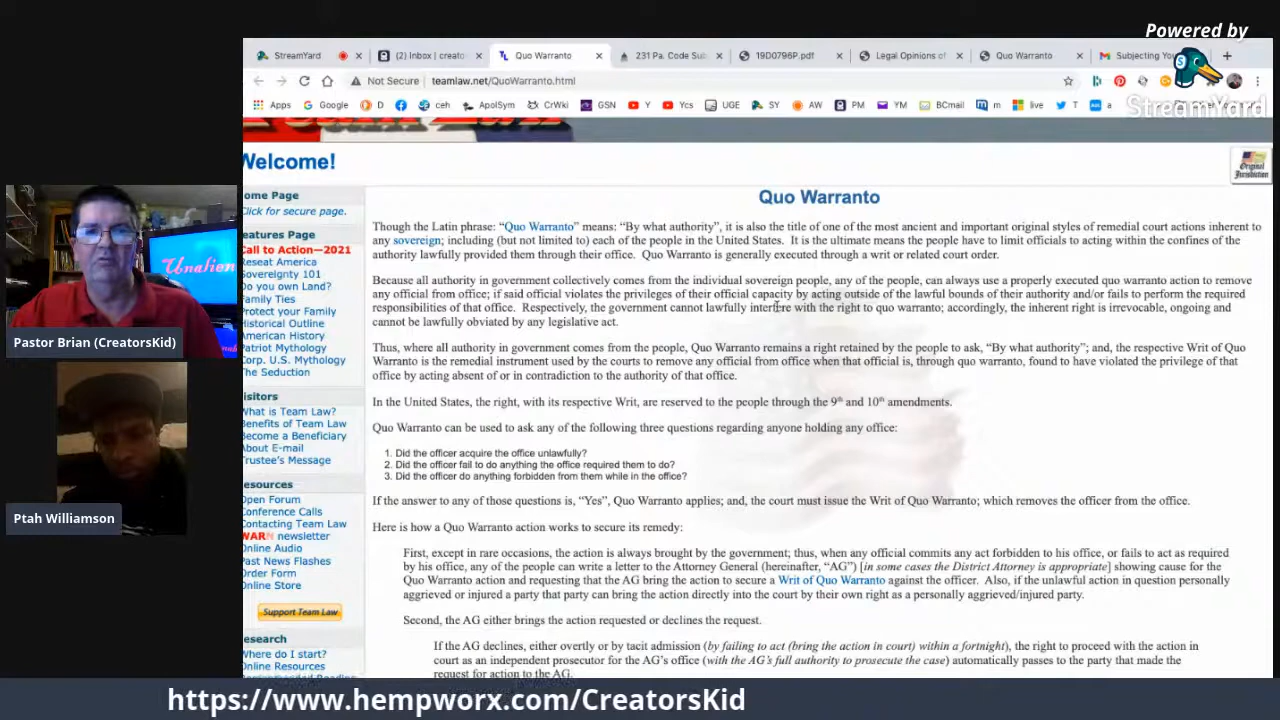 Powered by
StreamYard
StreamYard
(2) Inbox | creato
Quo Warranto
231 Pa. Code Sub
19D0796P.pdf
Legal Opinions of
Quo Warranto
Subjecting You
Not Secure
teamlaw.net/QuoWarranto.html
Apps
Google
D
ceh
ApolSym
CrWki
GSN
Y
Ycs
UGE
SY
AW
PM
YM
BCmail
m
live
T
a
Welcome!
Original Jurisdiction
ome Page
Click for secure page.
eatures Page
Call to Action—2021
Reseat America
Sovereignty 101
Do you own Land?
Family Ties
Protect your Family
Historical Outline
American History
Patriot Mythology
Corp. U.S. Mythology
The Seduction
isitors
What is Team Law?
Benefits of Team Law
Become a Beneficiary
About E-mail
Trustee's Message
esources
Open Forum
Conference Calls
Contacting Team Law
WARN newsletter
Online Audio
Past News Flashes
Order Form
Online Store
Support Team Law
esearch
Where do I start?
Online Resources
Quo Warranto
Though the Latin phrase: “Quo Warranto” means: “By what authority”, it is also the title of one of the most ancient and important original styles of remedial court actions inherent to
any sovereign; including (but not limited to) each of the people in the United States. It is the ultimate means the people have to limit officials to acting within the confines of the
authority lawfully provided them through their office. Quo Warranto is generally executed through a writ or related court order.
Because all authority in government collectively comes from the individual sovereign people, any of the people, can always use a properly executed quo warranto action to remove
any official from office; if said official violates the privileges of their official capacity by acting outside of the lawful bounds of their authority and/or fails to perform the required
responsibilities of that office. Respectively, the government cannot lawfully interfere with the right to quo warranto; accordingly, the inherent right is irrevocable, ongoing and
cannot be lawfully obviated by any legislative act.
Thus, where all authority in government comes from the people, Quo Warranto remains a right retained by the people to ask, “By what authority”; and, the respective Writ of Quo
Warranto is the remedial instrument used by the courts to remove any official from office when that official is, through quo warranto, found to have violated the privilege of that
office by acting absent of or in contradiction to the authority of that office.
In the United States, the right, with its respective Writ, are reserved to the people through the 9th and 10th amendments.
Quo Warranto can be used to ask any of the following three questions regarding anyone holding any office:
1. Did the officer acquire the office unlawfully?
2. Did the officer fail to do anything the office required them to do?
3. Did the officer do anything forbidden from them while in the office?
If the answer to any of those questions is, “Yes”, Quo Warranto applies; and, the court must issue the Writ of Quo Warranto; which removes the officer from the office.
Here is how a Quo Warranto action works to secure its remedy:
First, except in rare occasions, the action is always brought by the government; thus, when any official commits any act forbidden to his office, or fails to act as required
by his office, any of the people can write a letter to the Attorney General (hereinafter, “AG”) [in some cases the District Attorney is appropriate] showing cause for the
Quo Warranto action and requesting that the AG bring the action to secure a Writ of Quo Warranto against the officer. Also, if the unlawful action in question personally
aggrieved or injured a party that party can bring the action directly into the court by their own right as a personally aggrieved/injured party.
Second, the AG either brings the action requested or declines the request.
If the AG declines, either overtly or by tacit admission (by failing to act (bring the action in court) within a fortnight), the right to proceed with the action in
court as an independent prosecutor for the AG's office (with the AG's full authority to prosecute the case) automatically passes to the party that made the
request for action to the AG.
Pastor Brian (CreatorsKid)
Ptah Williamson
https://www.hempworx.com/CreatorsKid